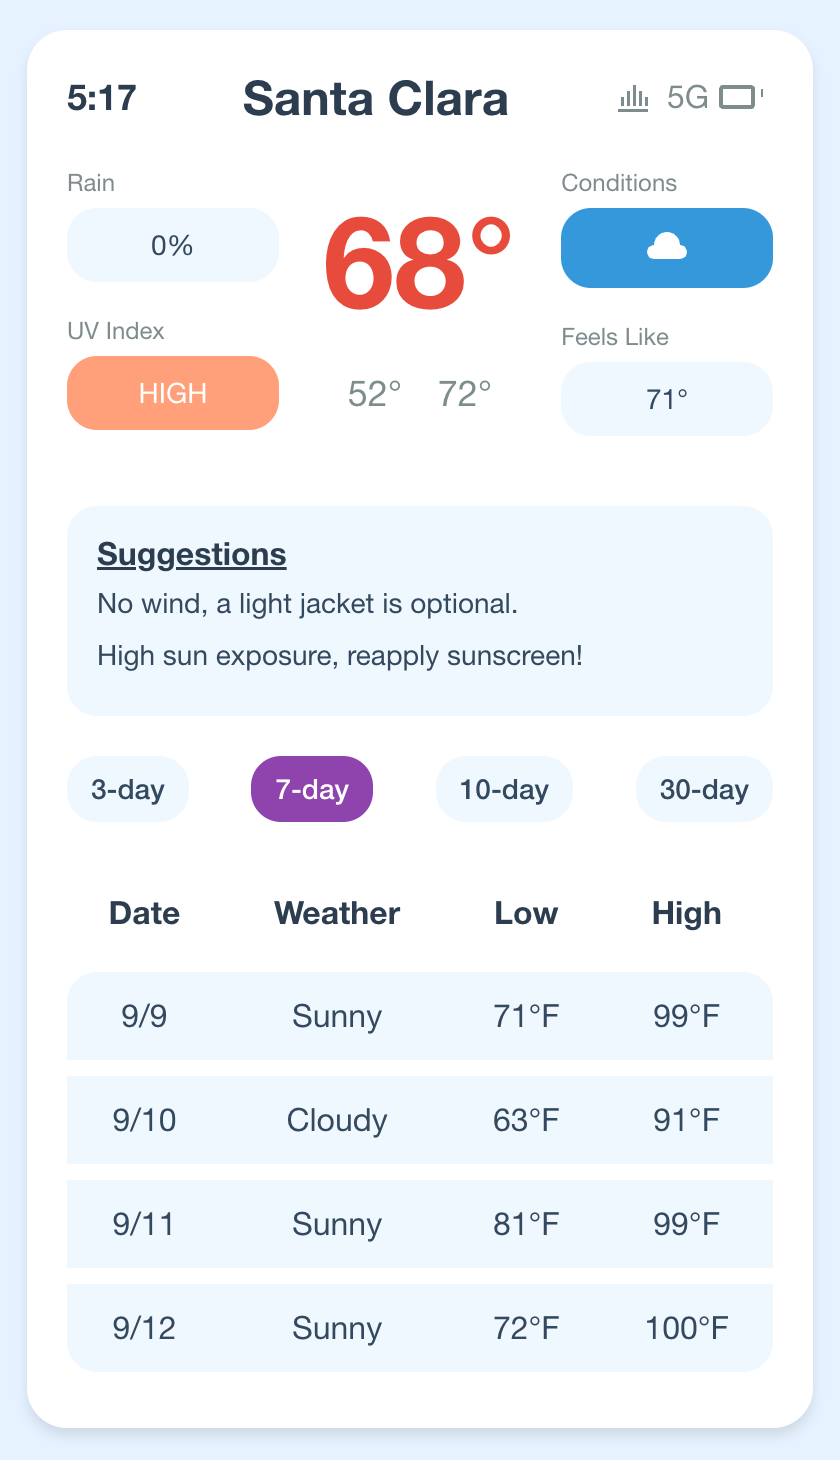 5:17 Santa Clara 5G
Rain
0%
UV Index
HIGH
68°
52° 72°
Conditions
Feels Like
71°
Suggestions
No wind, a light jacket is optional.
High sun exposure, reapply sunscreen!
3-day 7-day 10-day 30-day
Date Weather Low High
9/9 Sunny 71°F 99°F
9/10 Cloudy 63°F 91°F
9/11 Sunny 81°F 99°F
9/12 Sunny 72°F 100°F